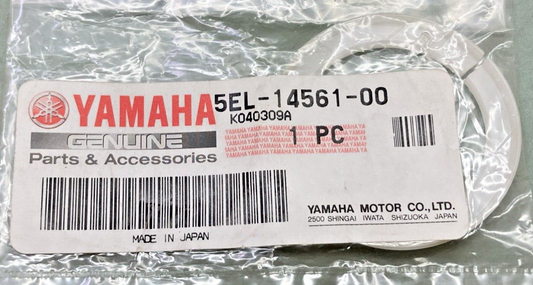 YAMAHA 5EL-14561-00
K040309A
GENUINE
Parts & Accessories
1 PC
YAMAHA MOTOR CO.,LTD.
2500 SHINGAI IWATA SHIZUOKA JAPAN
MADE IN JAPAN